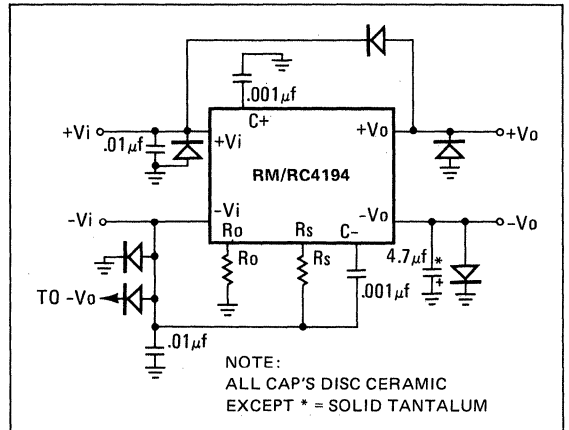 .001μf
C+
+Vi
.01μf
+Vi
+Vo
+Vo
RM/RC4194
-Vi
-Vi
-Vo
-Vo
Ro
Rs
C-
Ro
Rs
4.7μf
*
+
TO -Vo
.001μf
.01μf
NOTE:
ALL CAP'S DISC CERAMIC
EXCEPT * = SOLID TANTALUM